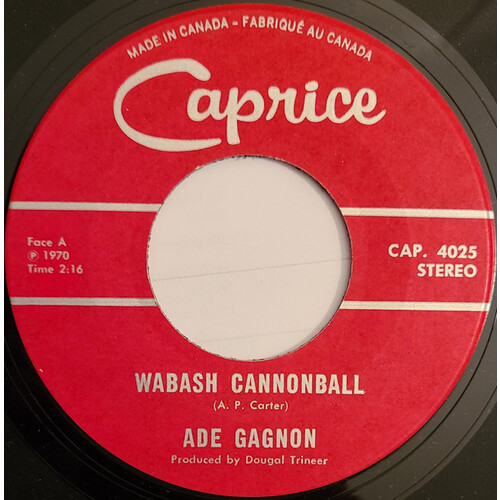 MADE IN CANADA – FABRIQUÉ AU CANADA
Caprice
Face A
℗ 1970
Time 2:16
CAP. 4025
STEREO
WABASH CANNONBALL
(A. P. Carter)
ADE GAGNON
Produced by Dougal Trineer